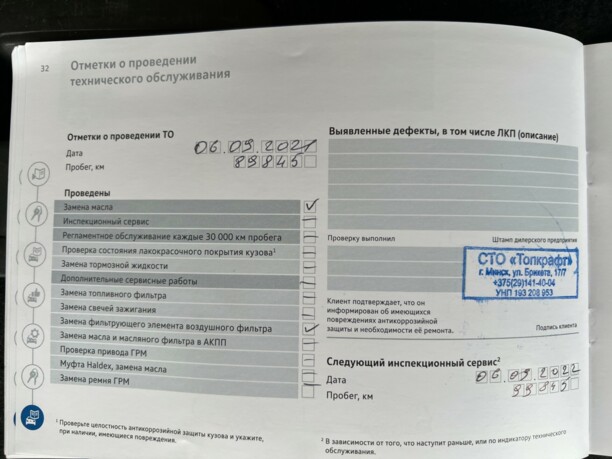 32
Отметки о проведении
технического обслуживания
Отметки о проведении ТО
Дата 06.09.2021
Пробег, км 89845
Проведены
Замена масла
Инспекционный сервис
Регламентное обслуживание каждые 30 000 км пробега
Проверка состояния лакокрасочного покрытия кузова¹
Замена тормозной жидкости
Дополнительные сервисные работы
Замена топливного фильтра
Замена свечей зажигания
Замена фильтрующего элемента воздушного фильтра
Замена масла и масляного фильтра в АКПП
Проверка привода ГРМ
Муфта Haldex, замена масла
Замена ремня ГРМ
¹ Проверьте целостность антикоррозийной защиты кузова и укажите,
при наличии, имеющиеся повреждения.
Выявленные дефекты, в том числе ЛКП (описание)
Проверку выполнил
Штамп дилерского предприятия
СТО «Топкрафт»
г. Минск, ул. Брикета, 17/7
+375(29)141-40-04
УНП 193 208 953
Клиент подтверждает, что он
информирован об имеющихся
повреждениях антикоррозийной
защиты и необходимости её ремонта.
Подпись клиента
Следующий инспекционный сервис²
Дата 06.09.2022
Пробег, км 99845
² В зависимости от того, что наступит раньше, или по индикатору технического
обслуживания.